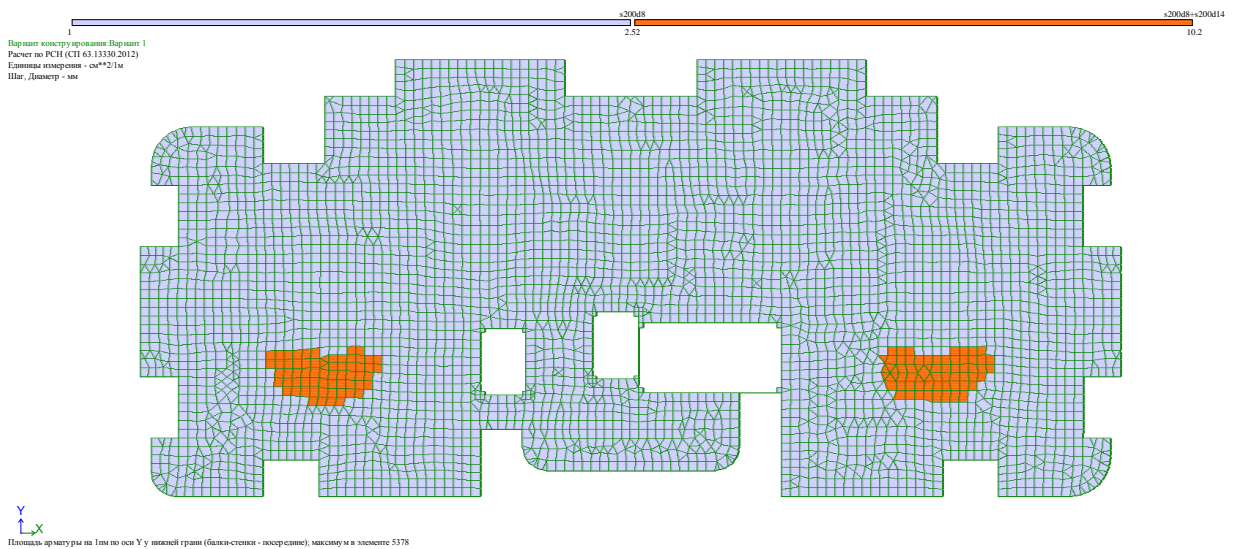 s200d8 s200d8+s200d14
1 2.52 10.2
Вариант конструирования:Вариант 1
Расчет по РСН (СП 63.13330.2012)
Единицы измерения - см**2/1м
Шаг, Диаметр - мм
Y
X
Площадь арматуры на 1пм по оси Y у нижней грани (балки-стенки - посередине); максимум в элементе 5378